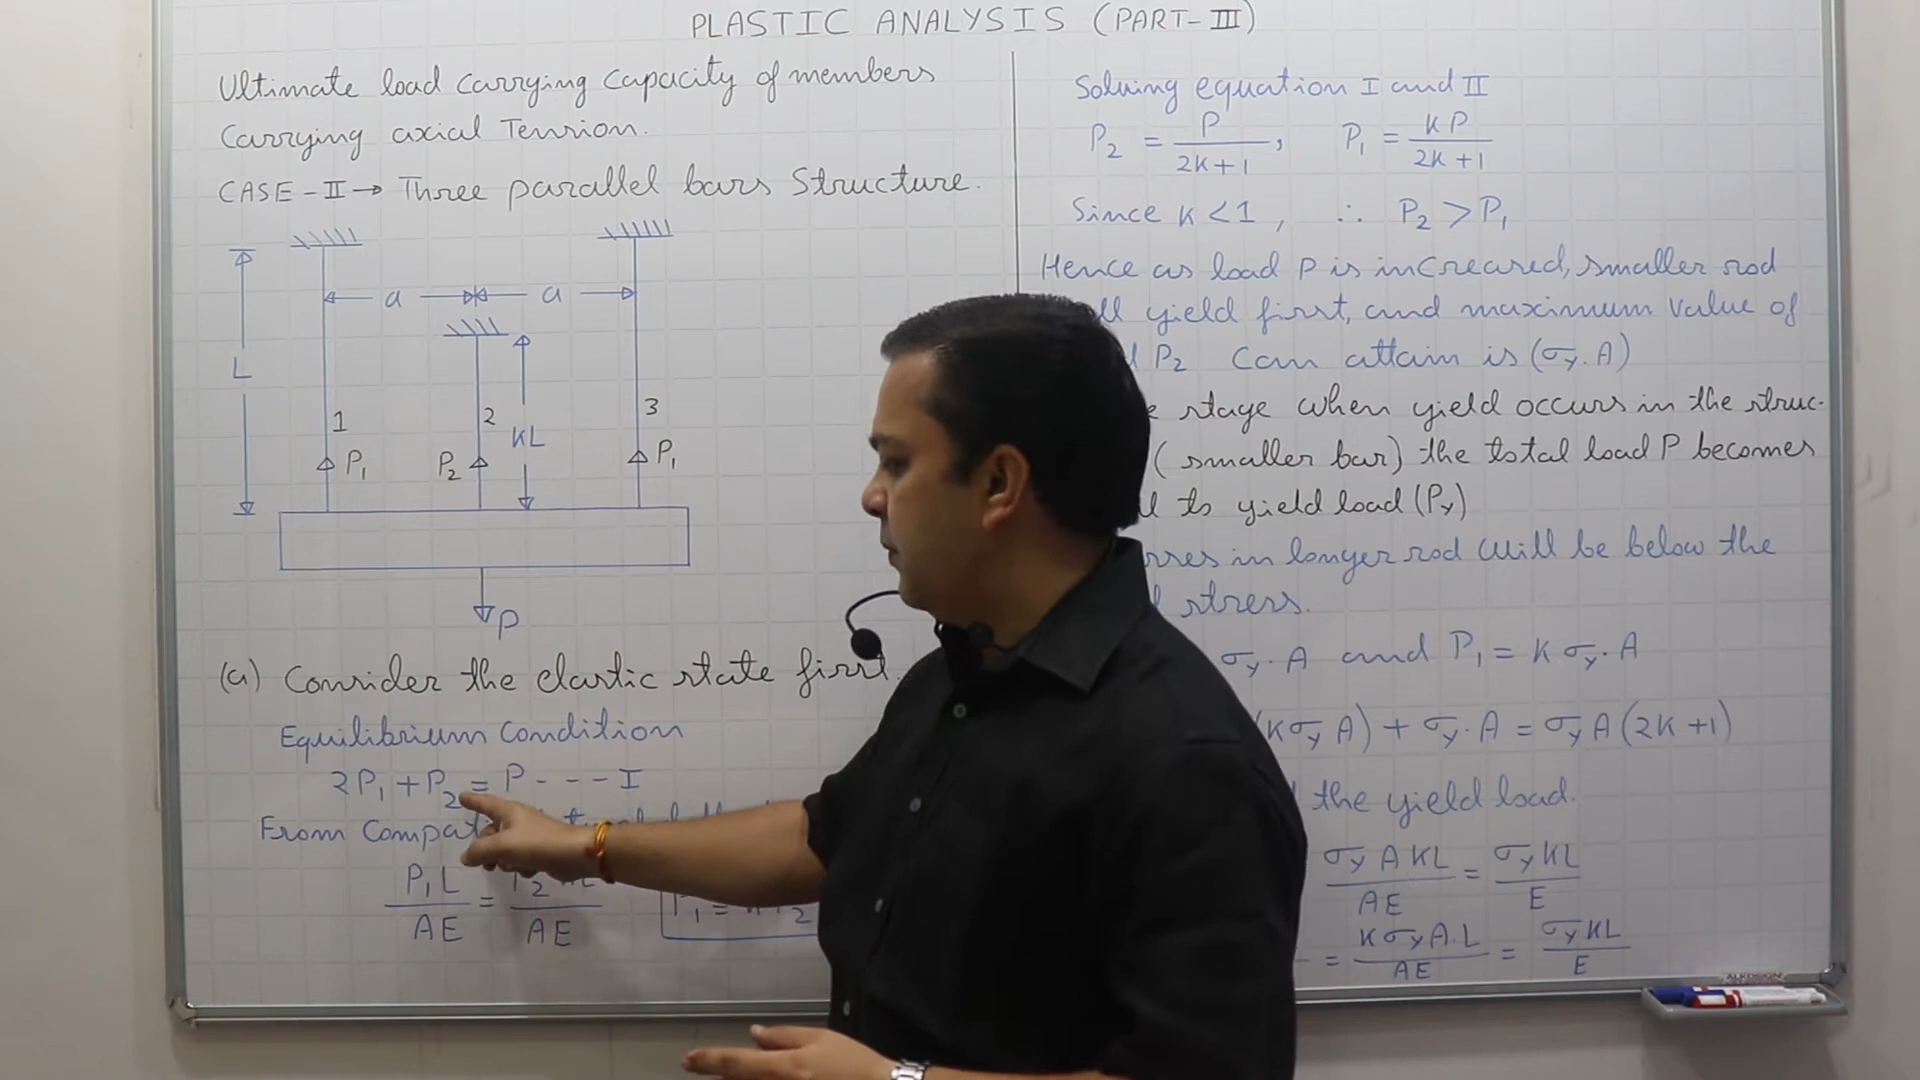 PLASTIC ANALYSIS (PART-III)
Ultimate load carrying capacity of members
carrying axial Tension.
CASE-II → Three parallel bars Structure.
a a
L
1 2 3
KL
P₁ P₂ P₁
P
(a) Consider the elastic state first.
Equilibrium Condition
2P₁ + P₂ = P - - - I
From
P₁L / AE = / AE
Solving equation I and II
P₂ = P / 2K+1 , P₁ = KP / 2K+1
Since K < 1 , ∴ P₂ > P₁
Hence as load P is increased, smaller rod
yield first, and maximum value of
P₂ can attain is (σy.A)
stage when yield occurs in the struc-
(smaller bar) the total load P becomes
to yield load (Py)
in longer rod will be below the
stress.
σy.A and P₁ = K σy.A
(Kσy A) + σy.A = σy A (2K+1)
the yield load.
σy A KL / AE = σy KL / E
= Kσy A.L / AE = σy KL / E